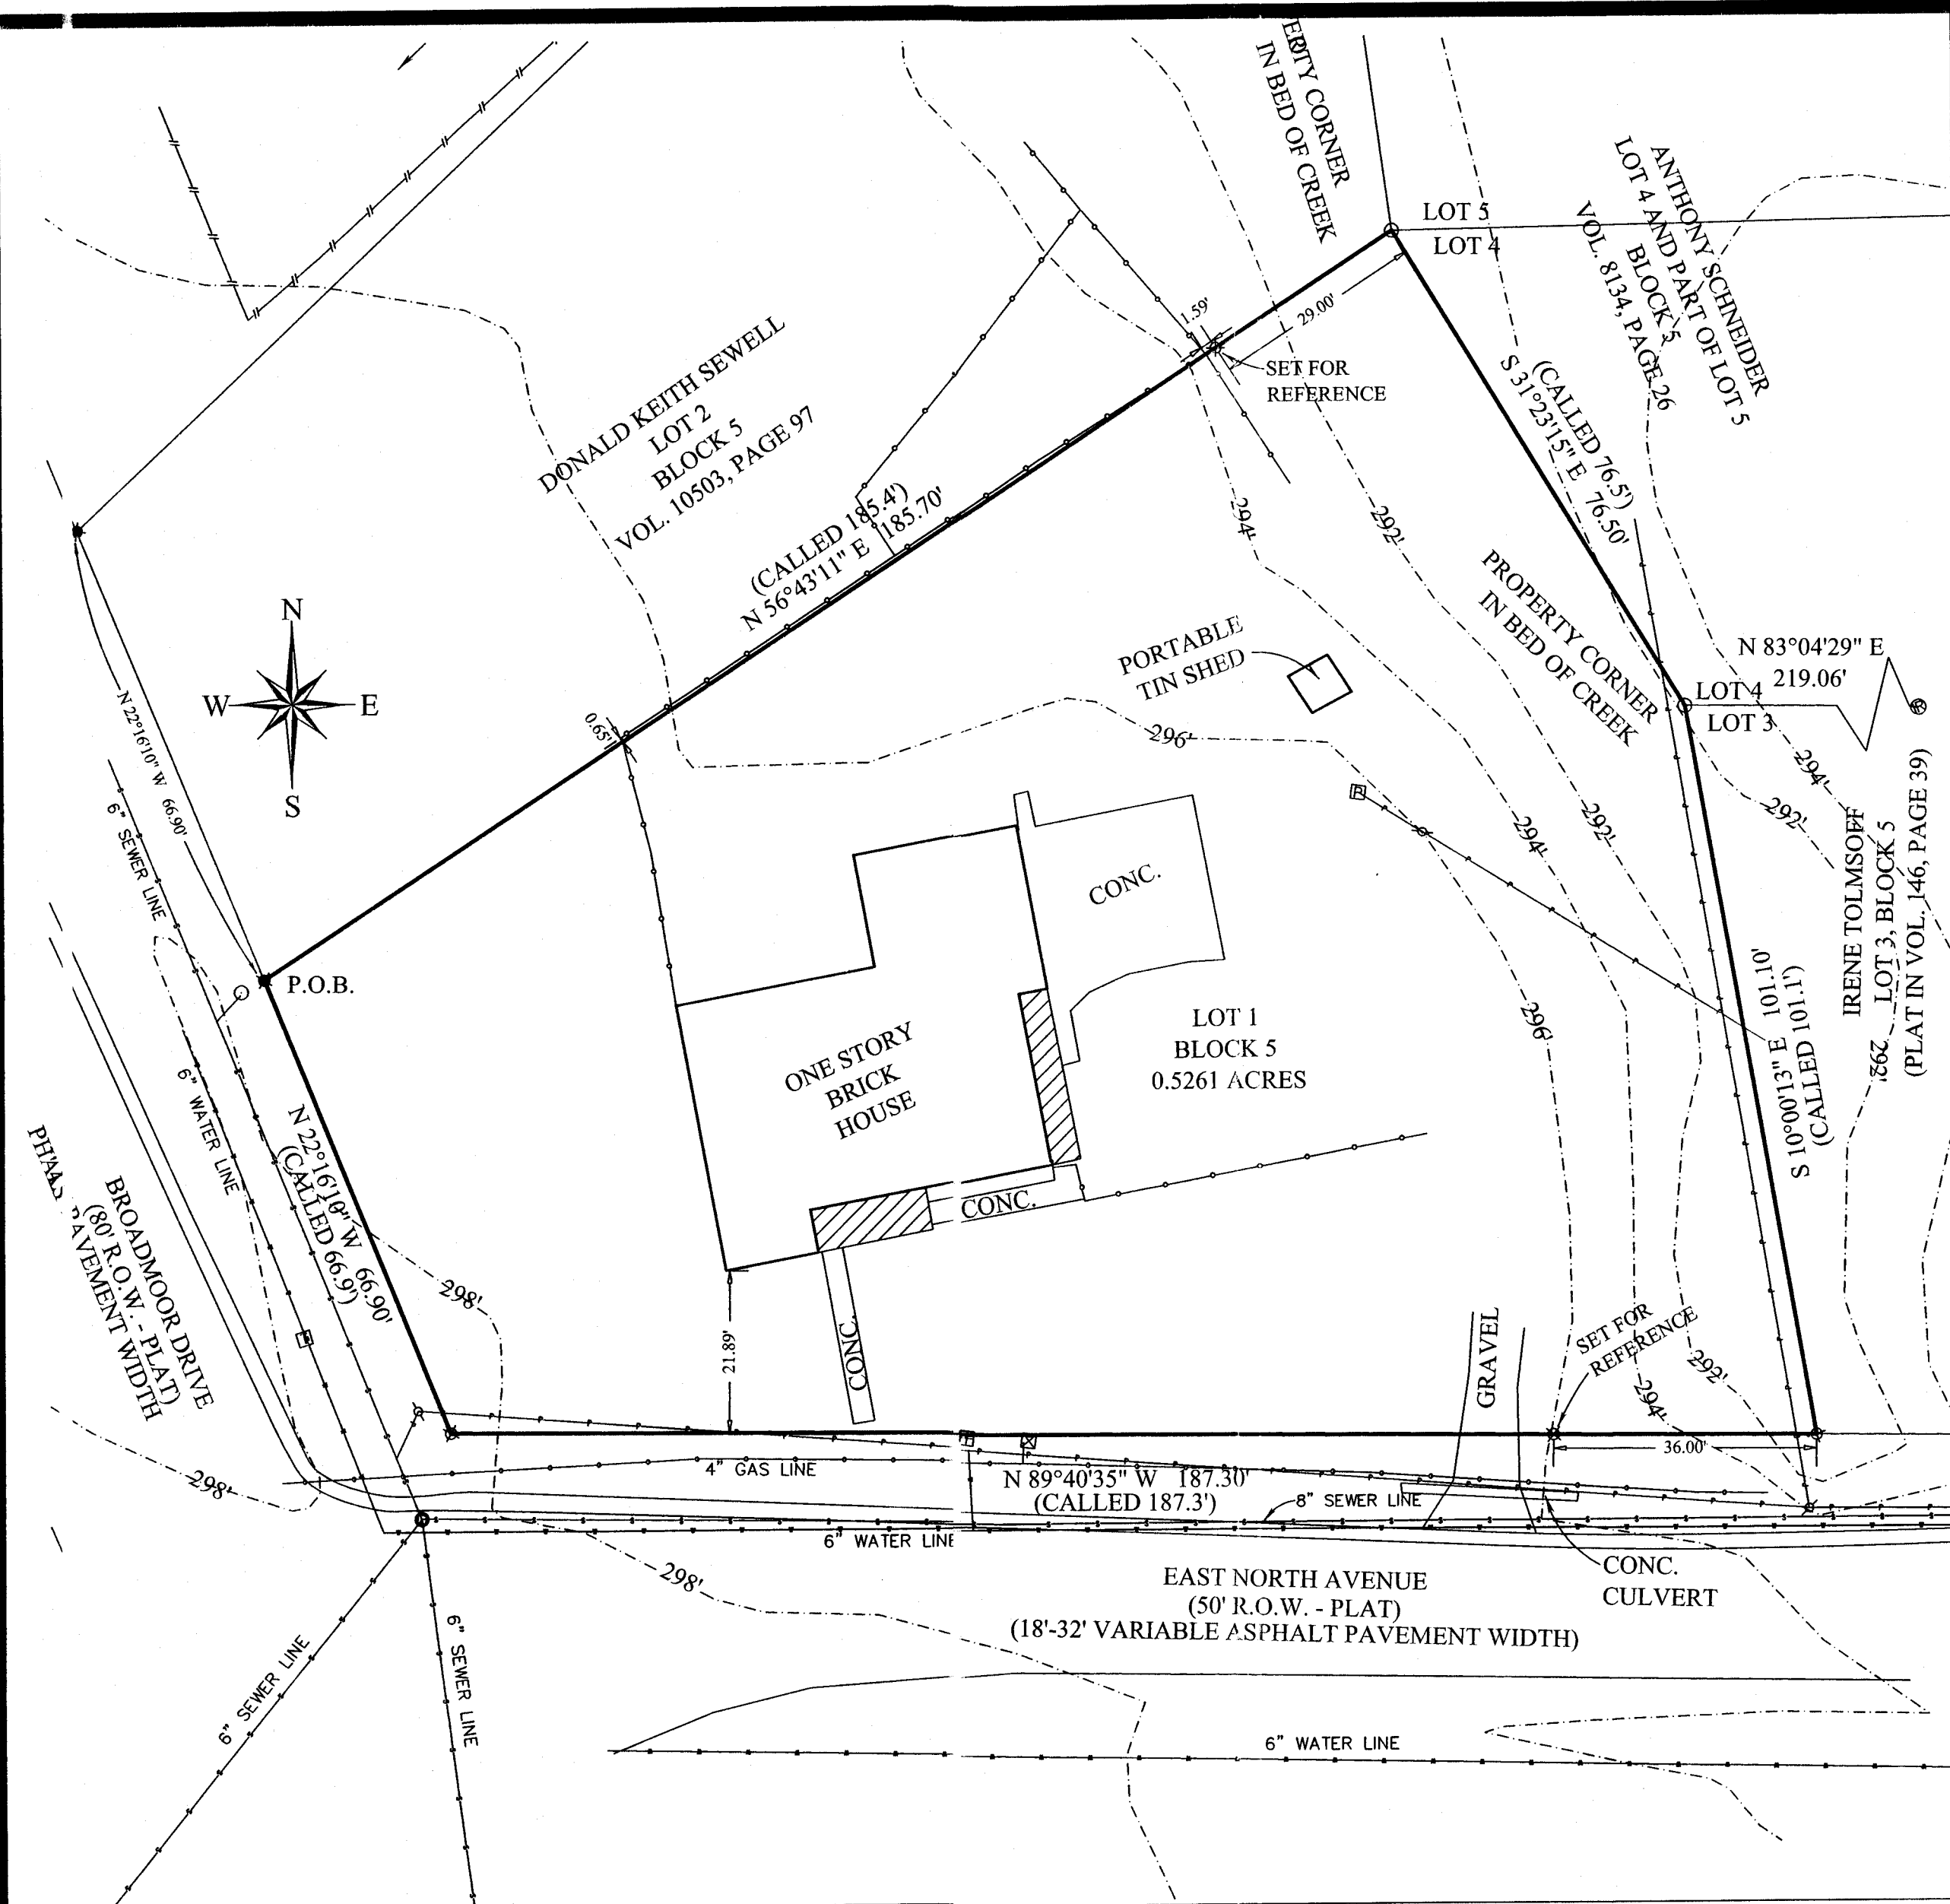 ERTY CORNER
IN BED OF CREEK
LOT 5
LOT 4
ANTHONY SCHNEIDER
LOT 4 AND PART OF LOT 5
BLOCK 5
VOL. 8134, PAGE 26
1.59'
29.00'
SET FOR
REFERENCE
DONALD KEITH SEWELL
LOT 2
BLOCK 5
VOL. 10503, PAGE 97
(CALLED 185.4')
N 56°43'11" E 185.70'
(CALLED 76.5')
S 31°23'15" E 76.50'
294'
292'
PROPERTY CORNER
IN BED OF CREEK
N
W
E
S
PORTABLE
TIN SHED
N 83°04'29" E
219.06'
LOT 4
LOT 3
0.65'
296'
N 22°16'10" W 66.90'
6" SEWER LINE
294'
292'
294'
292'
IRENE TOLMSOFF
LOT 3, BLOCK 5
(PLAT IN VOL. 146, PAGE 39)
292'
CONC.
P.O.B.
ONE STORY
BRICK
HOUSE
LOT 1
BLOCK 5
0.5261 ACRES
296'
S 10°00'13" E 101.10'
(CALLED 101.1')
6" WATER LINE
N 22°16'10" W 66.90'
(CALLED 66.9')
BROADMOOR DRIVE
(80' R.O.W. - PLAT)
PAVEMENT WIDTH
CONC.
298'
21.89'
CONC.
GRAVEL
SET FOR
REFERENCE
292'
294'
36.00'
298'
4" GAS LINE
N 89°40'35" W 187.30'
(CALLED 187.3')
8" SEWER LINE
6" WATER LINE
298'
CONC.
CULVERT
EAST NORTH AVENUE
(50' R.O.W. - PLAT)
(18'-32' VARIABLE ASPHALT PAVEMENT WIDTH)
6" SEWER LINE
6" SEWER LINE
6" WATER LINE